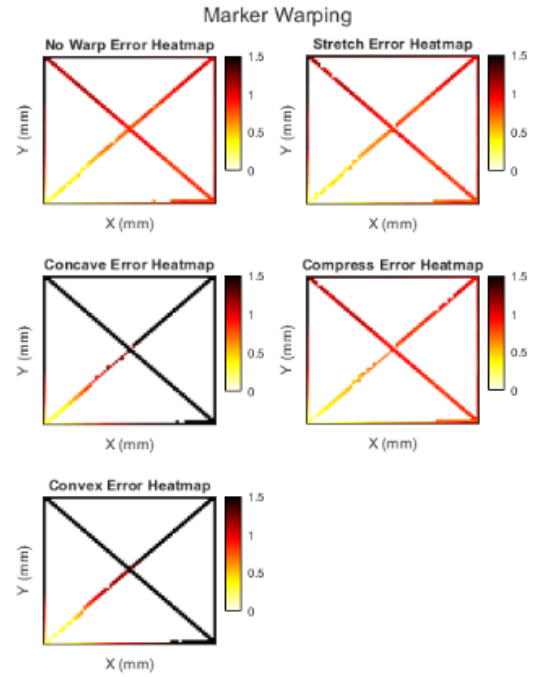 Marker Warping
No Warp Error Heatmap
1.5
1
0.5
0
Y (mm)
X (mm)
Stretch Error Heatmap
1.5
1
0.5
0
Y (mm)
X (mm)
Concave Error Heatmap
1.5
1
0.5
0
Y (mm)
X (mm)
Compress Error Heatmap
1.5
1
0.5
0
Y (mm)
X (mm)
Convex Error Heatmap
1.5
1
0.5
0
Y (mm)
X (mm)